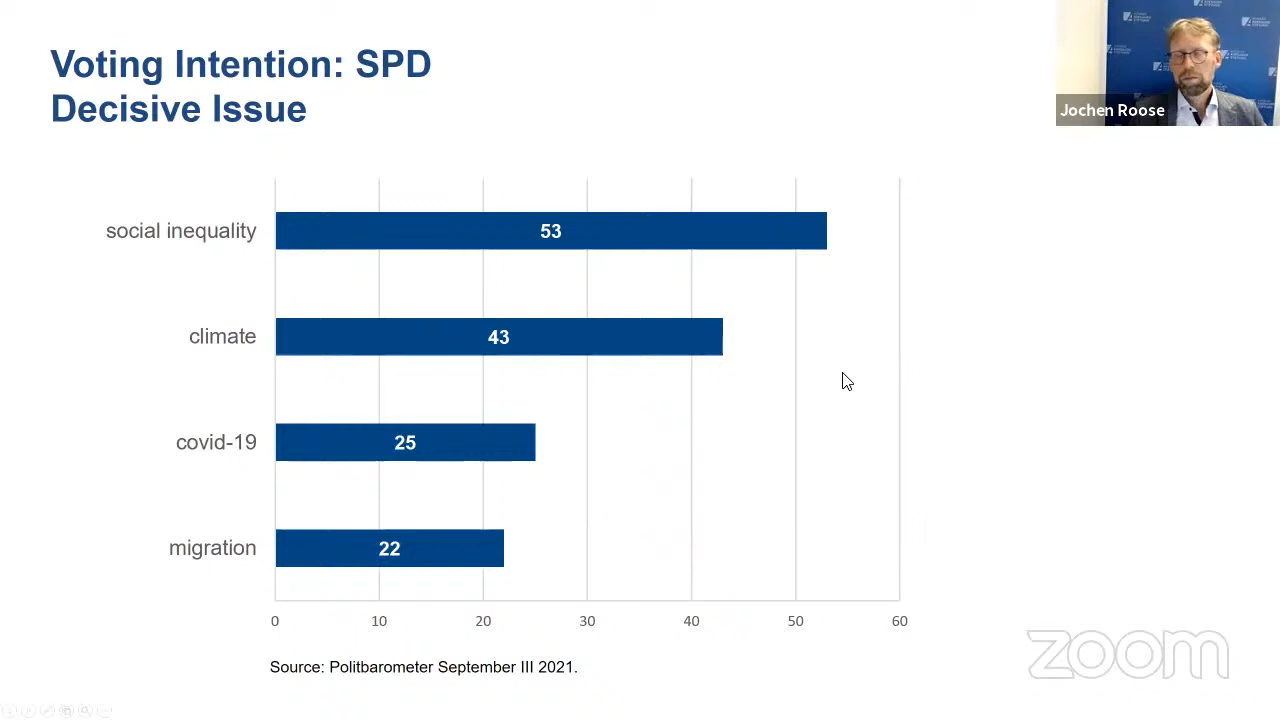 Voting Intention: SPD
Decisive Issue
Jochen Roose
social inequality
53
climate
43
covid-19
25
migration
22
0 10 20 30 40 50 60
Source: Politbarometer September III 2021.
zoom